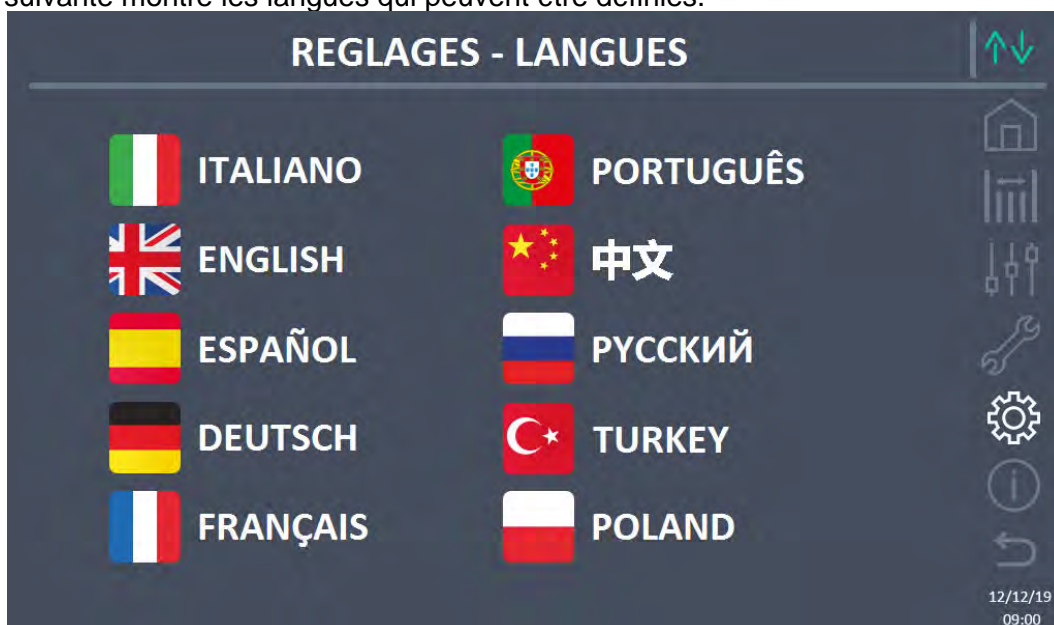 suivante montre les langues qui peuvent être définies.
REGLAGES - LANGUES
ITALIANO
ENGLISH
ESPAÑOL
DEUTSCH
FRANÇAIS
PORTUGUÊS
中文
РУССКИЙ
TURKEY
POLAND
12/12/19
09:00